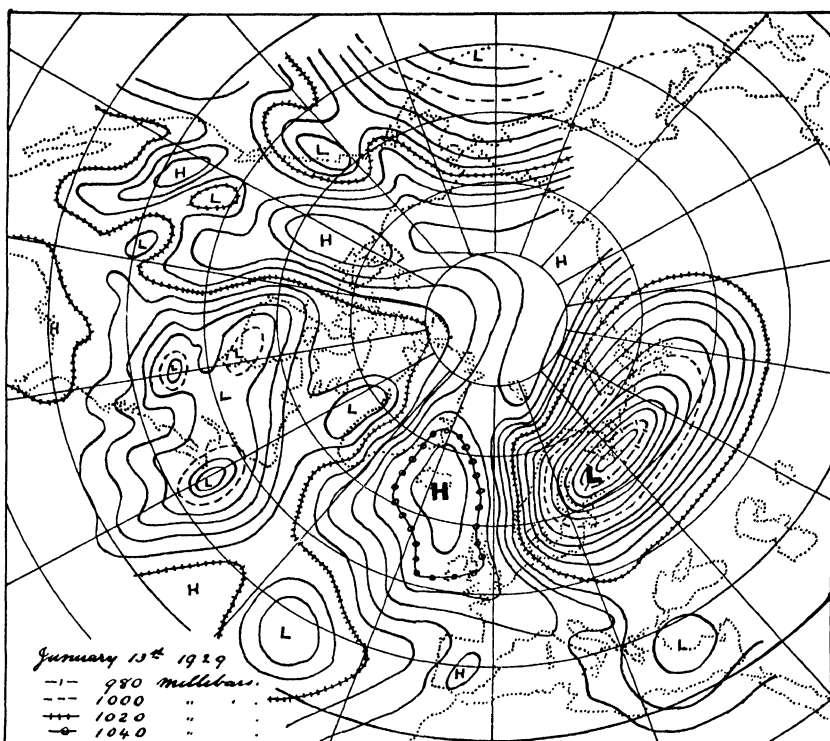 L
L
H
L
H
L
H
H
L
L
L
L
L
H
L
H
L
L
H
January 13th 1929
980 Millibars.
1000 " .
1020 " .
1040 " .